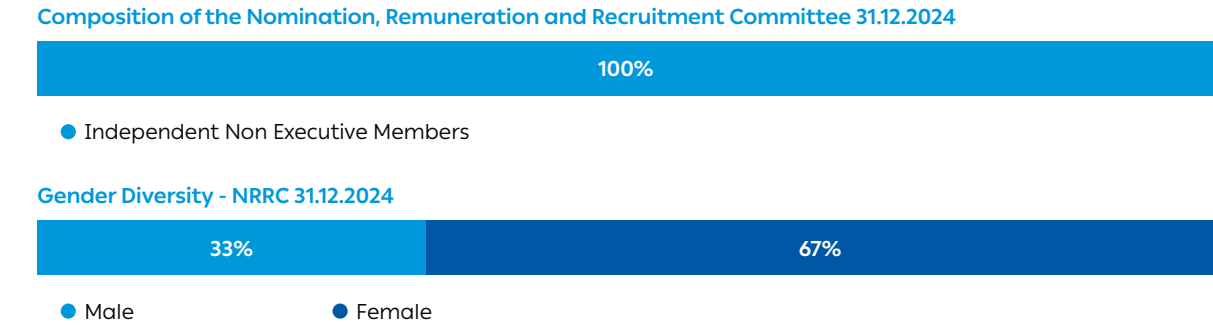 Composition of the Nomination, Remuneration and Recruitment Committee 31.12.2024
100%
Independent Non Executive Members
Gender Diversity - NRRC 31.12.2024
33% 67%
Male Female